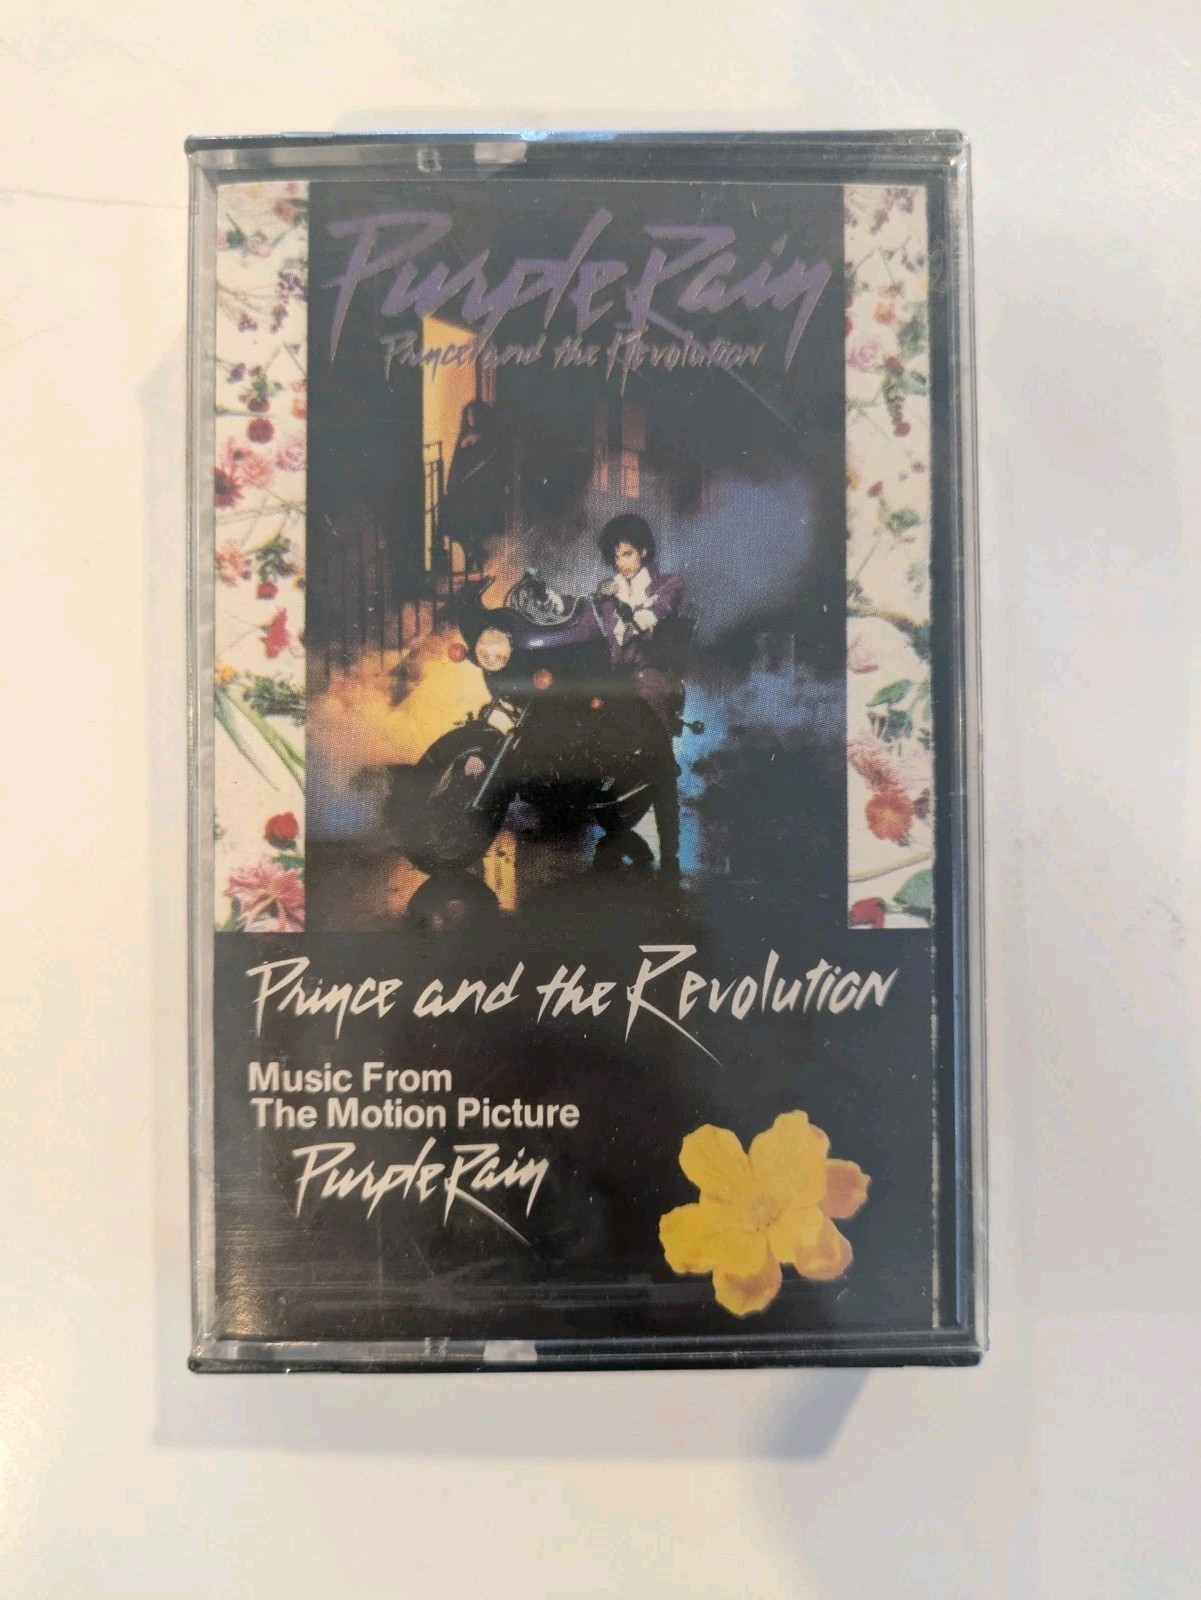 Purple Rain
Prince and the Revolution
Prince and the Revolution
Music From
The Motion Picture
Purple Rain